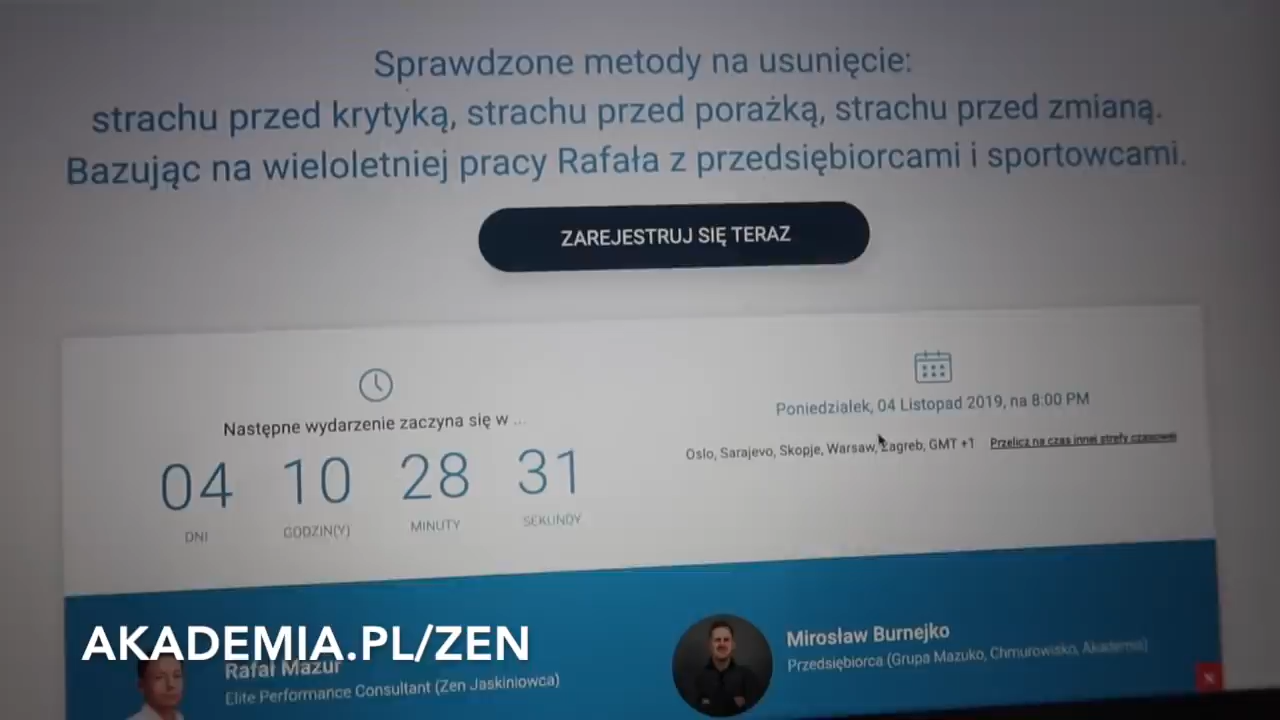 Sprawdzone metody na usunięcie:
strachu przed krytyką, strachu przed porażką, strachu przed zmianą.
Bazując na wieloletniej pracy Rafała z przedsiębiorcami i sportowcami.
ZAREJESTRUJ SIĘ TERAZ
Następne wydarzenie zaczyna się w ...
04 10 28 31
DNI GODZIN(Y) MINUTY SEKUNDY
Poniedziałek, 04 Listopad 2019, na 8:00 PM
Oslo, Sarajevo, Skopje, Warsaw, Zagreb, GMT +1 Przelicz na czas innej strefy czasowej
AKADEMIA.PL/ZEN
Rafał Mazur
Elite Performance Consultant (Zen Jaskiniowca)
Mirosław Burnejko
Przedsiębiorca (Grupa Mazuko, Chmurowisko, Akademia)